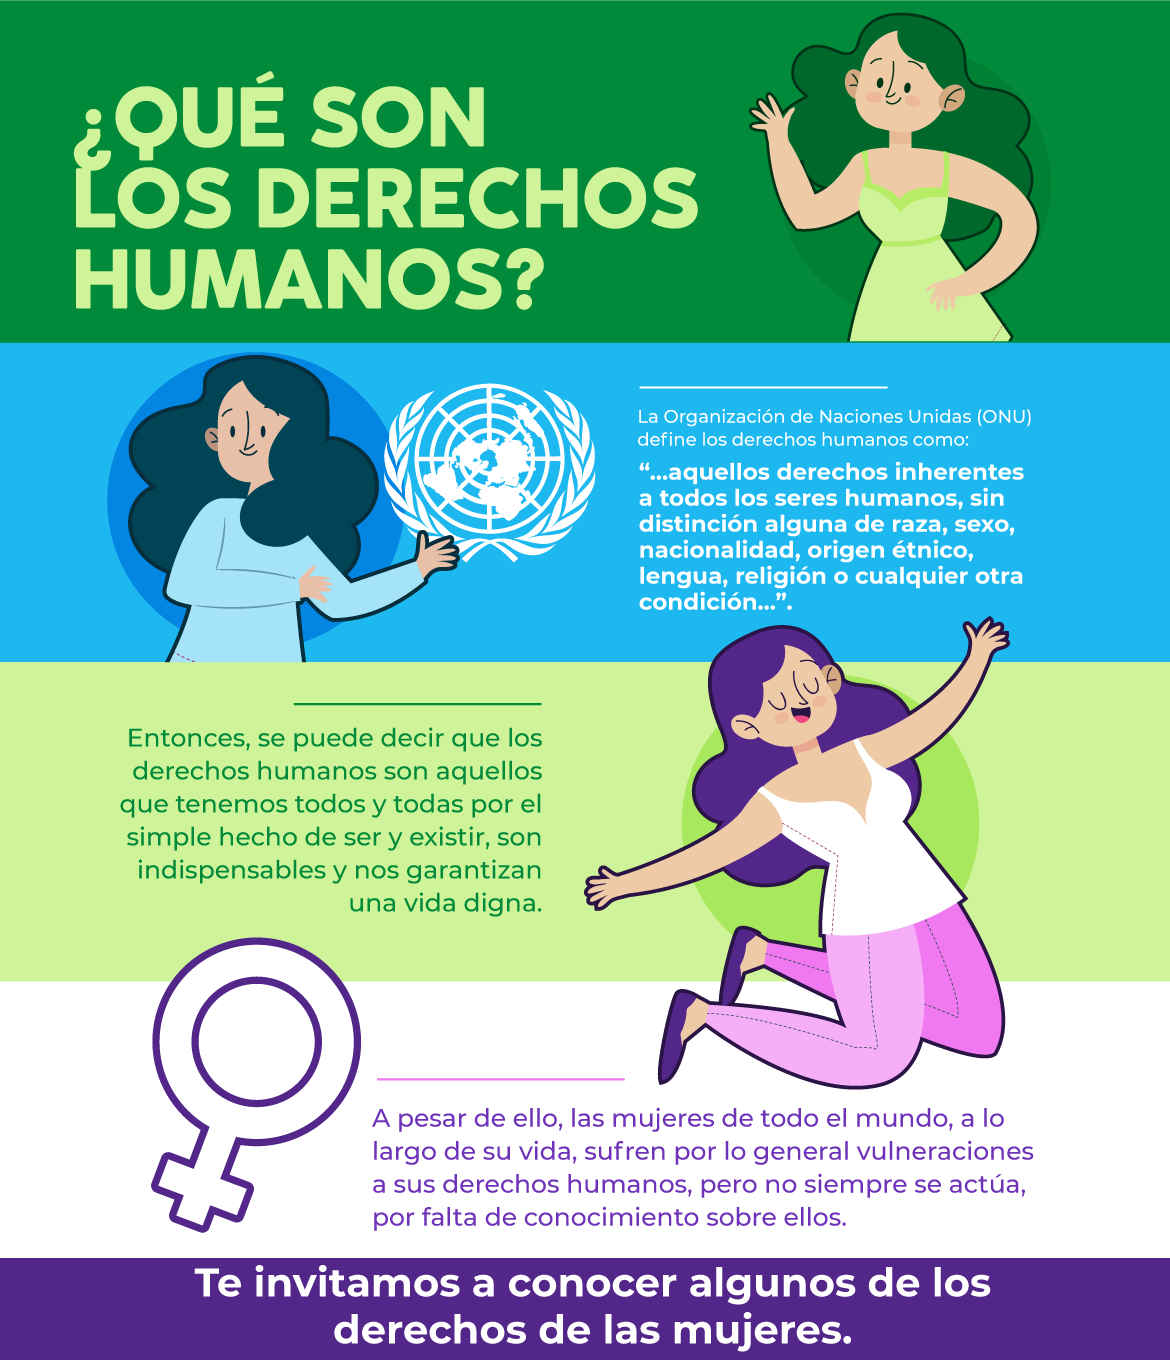 ¿QUÉ SON
LOS DERECHOS
HUMANOS?
La Organización de Naciones Unidas (ONU)
define los derechos humanos como:
“...aquellos derechos inherentes
a todos los seres humanos, sin
distinción alguna de raza, sexo,
nacionalidad, origen étnico,
lengua, religión o cualquier otra
condición...”.
Entonces, se puede decir que los
derechos humanos son aquellos
que tenemos todos y todas por el
simple hecho de ser y existir, son
indispensables y nos garantizan
una vida digna.
A pesar de ello, las mujeres de todo el mundo, a lo
largo de su vida, sufren por lo general vulneraciones
a sus derechos humanos, pero no siempre se actúa,
por falta de conocimiento sobre ellos.
Te invitamos a conocer algunos de los
derechos de las mujeres.